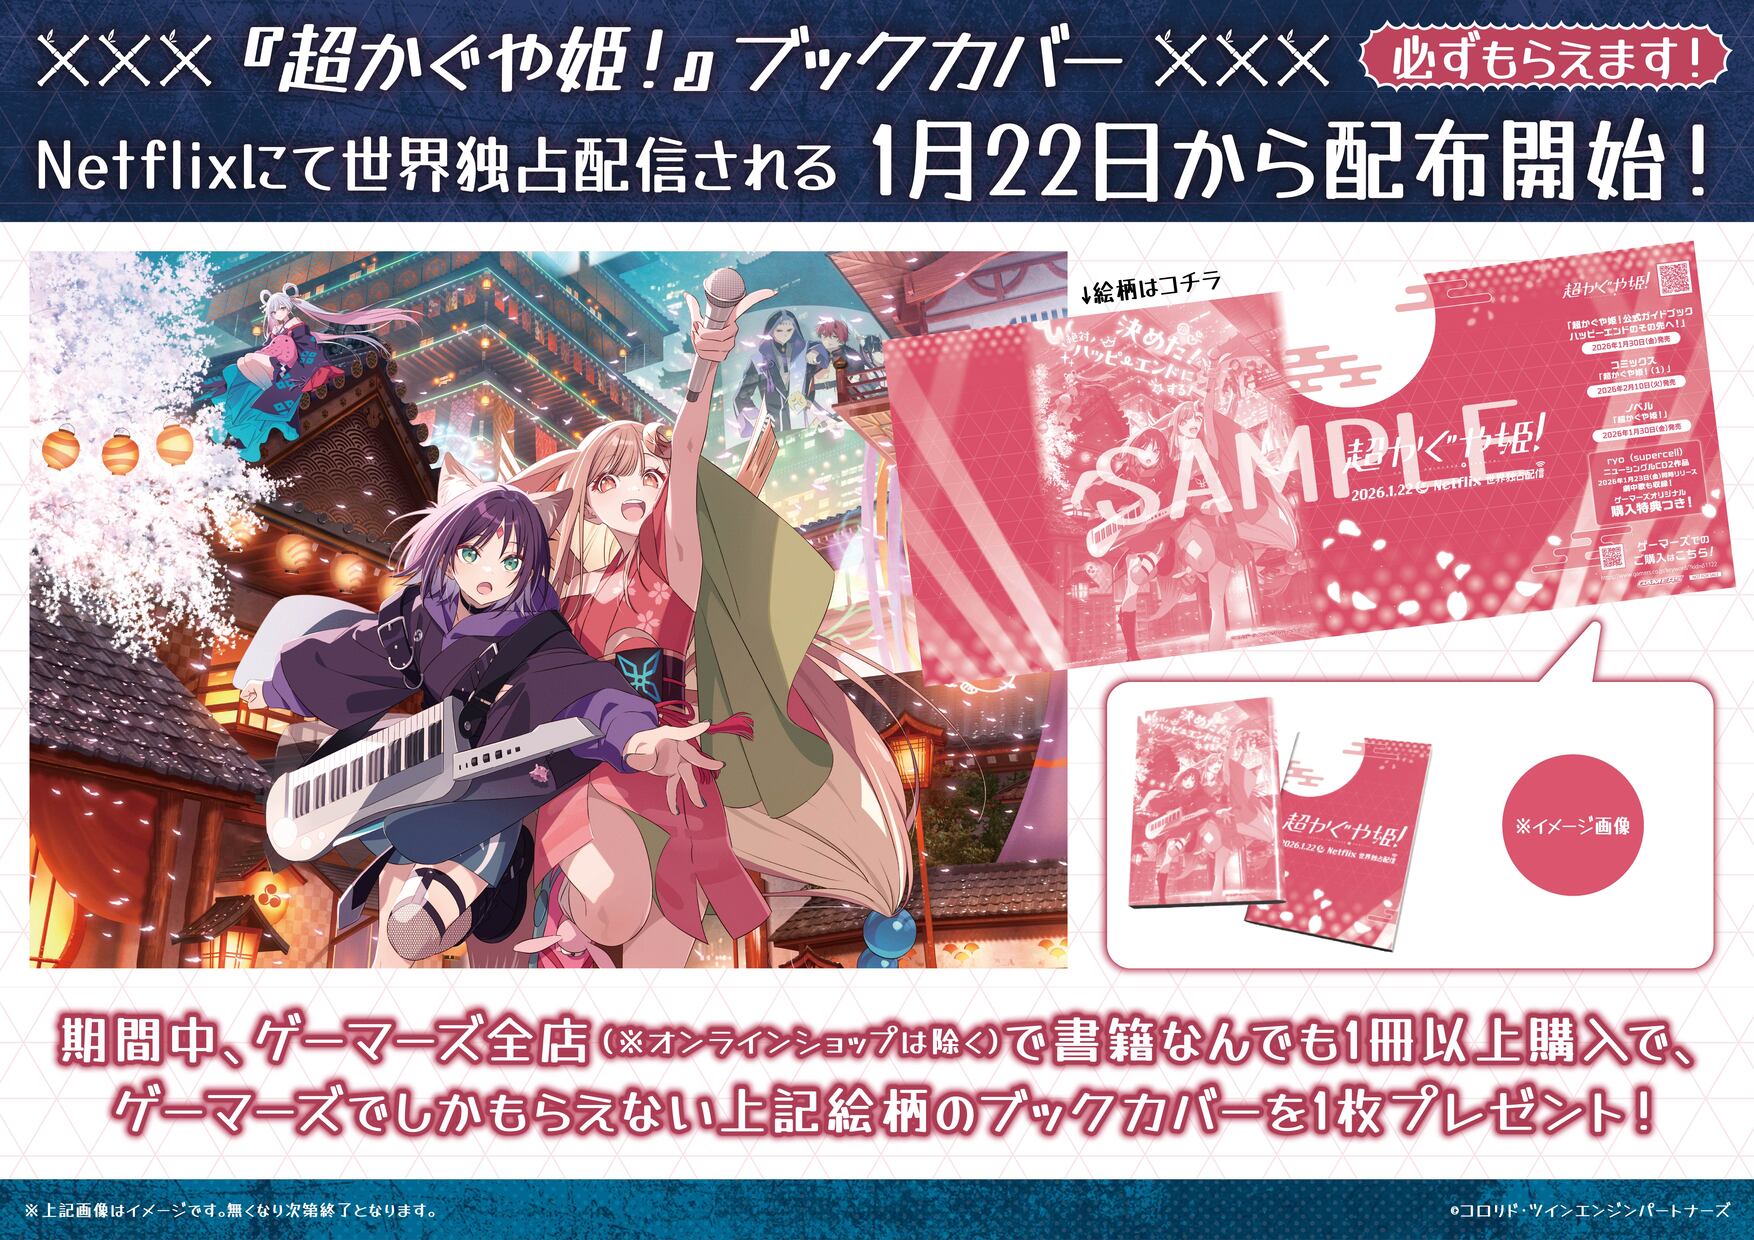 『超かぐや姫！』ブックカバー
必ずもらえます！
Netflixにて世界独占配信される 1月22日から配布開始！
↓絵柄はコチラ
決めた！
絶対！
ハッピーエンドに
する！
SAMPLE
超かぐや姫！
2026.1.22 Netflix 世界独占配信
超かぐや姫！
「超かぐや姫！公式ガイドブック
ハッピーエンドのその先へ！」
2026年1月30日(金)発売
コミックス
「超かぐや姫！(1)」
2026年2月10日(火)発売
ノベル
「超かぐや姫！」
2026年1月30日(金)発売
ryo (supercell)
ニューシングルCD2作品
2026年1月23日(金)同時リリース
劇中歌も収録！
ゲーマーズオリジナル
購入特典つき！
ゲーマーズでの
ご購入はこちら！
GAMERS
決めた！
ハッピーエンドに
超かぐや姫！
2026.1.22 Netflix 世界独占配信
※イメージ画像
期間中、ゲーマーズ全店（※オンラインショップは除く）で書籍なんでも1冊以上購入で、
ゲーマーズでしかもらえない上記絵柄のブックカバーを1枚プレゼント！
※上記画像はイメージです。無くなり次第終了となります。
©コロリド・ツインエンジンパートナーズ